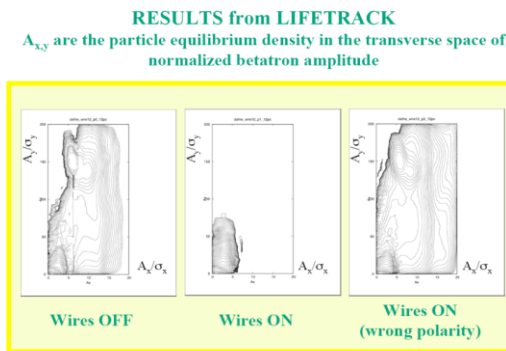 RESULTS from LIFETRACK
Ax,y are the particle equilibrium density in the transverse space of
normalized betatron amplitude
Ay/σy
Ax/σx
Ay/σy
Ax/σx
Ay/σy
Ax/σx
Wires OFF
Wires ON
Wires ON
(wrong polarity)